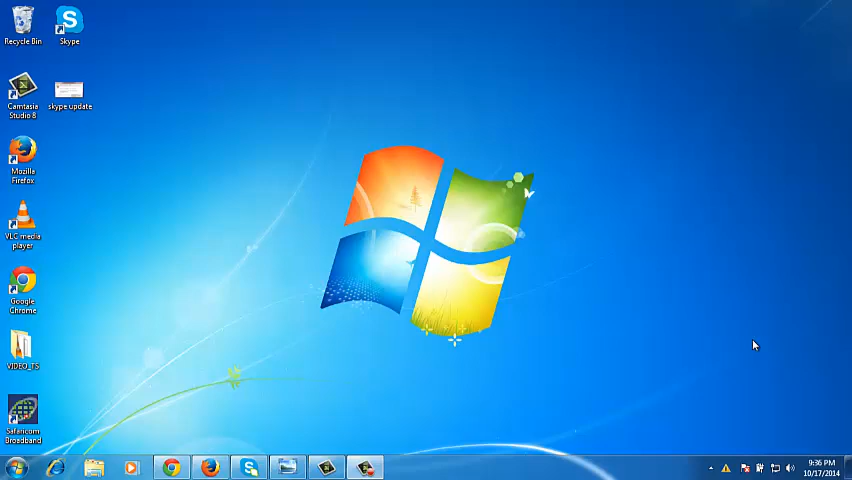 Recycle Bin
Skype
Camtasia
Studio 8
skype update
Mozilla
Firefox
VLC media
player
Google
Chrome
VIDEO_TS
Safaricom
Broadband
9:36 PM
10/17/2014